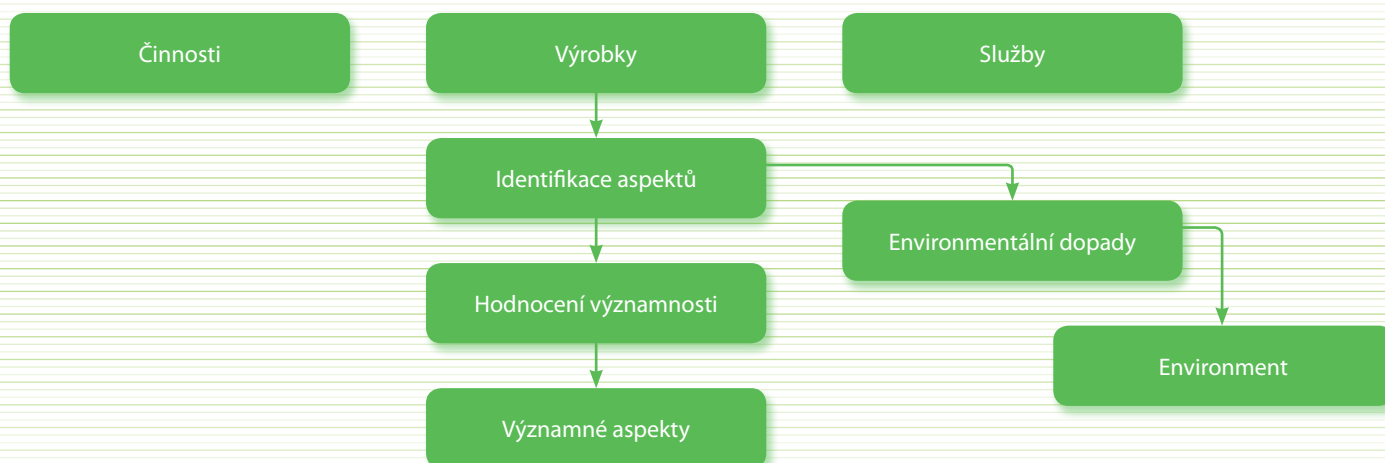 Činnosti
Výrobky
Služby
Identifikace aspektů
Environmentální dopady
Hodnocení významnosti
Environment
Významné aspekty